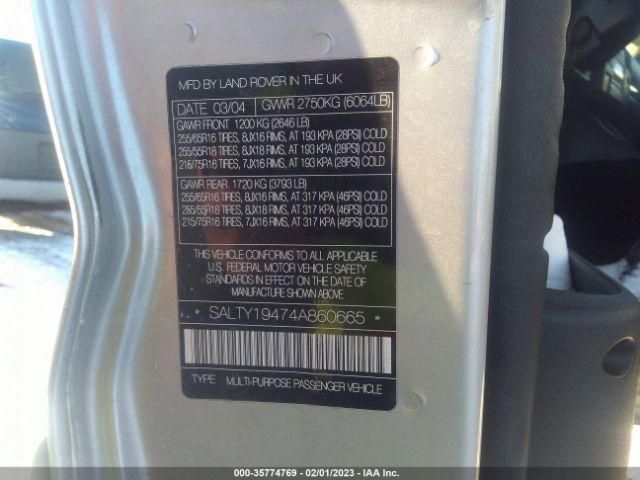 MFD BY LAND ROVER IN THE UK
DATE 03/04 GVWR 2750KG (6064LB)
GAWR FRONT 1200 KG (2646 LB)
255/65R16 TIRES, 8JX16 RIMS, AT 193 KPA (28PSI) COLD
255/55R18 TIRES, 8JX18 RIMS, AT 193 KPA (28PSI) COLD
215/75R16 TIRES, 7JX16 RIMS, AT 193 KPA (28PSI) COLD
GAWR REAR 1720 KG (3793 LB)
255/65R16 TIRES, 8JX16 RIMS, AT 317 KPA (46PSI) COLD
255/55R18 TIRES, 8JX18 RIMS, AT 317 KPA (46PSI) COLD
215/75R16 TIRES, 7JX16 RIMS, AT 317 KPA (46PSI) COLD
THIS VEHICLE CONFORMS TO ALL APPLICABLE
U.S. FEDERAL MOTOR VEHICLE SAFETY
STANDARDS IN EFFECT ON THE DATE OF
MANUFACTURE SHOWN ABOVE.
* SALTY19474A860665 *
TYPE MULTI-PURPOSE PASSENGER VEHICLE
000-35774769 - 02/01/2023 - IAA Inc.